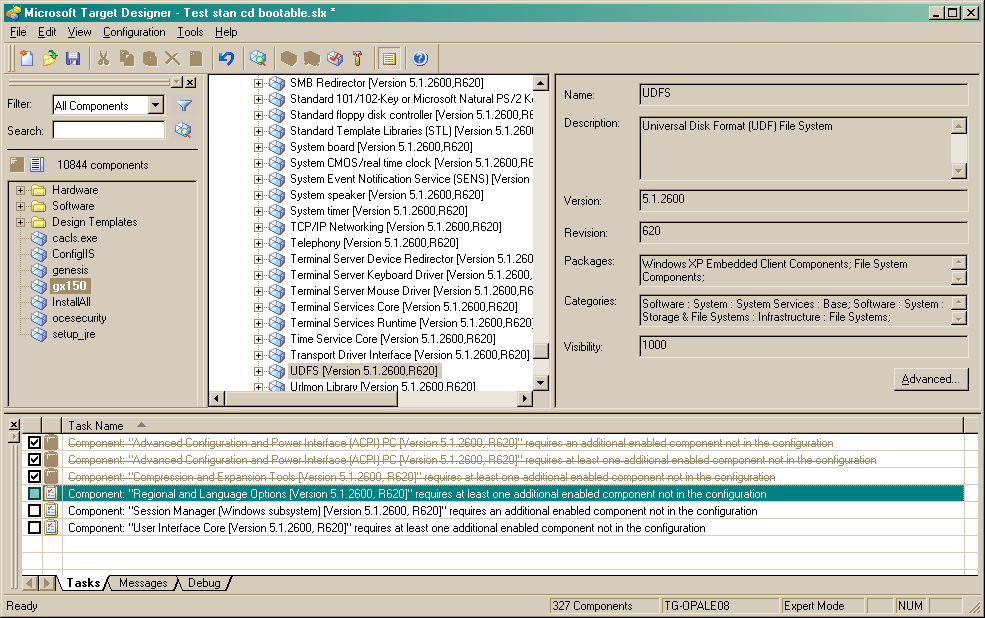 Microsoft Target Designer - Test stan cd bootable.slx *
File Edit View Configuration Tools Help
Filter: All Components
Search:
10844 components
Hardware
Software
Design Templates
cacls.exe
ConfigIIS
genesis
gx150
InstallAll
ocesecurity
setup_jre
SMB Redirector [Version 5.1.2600,R620]
Standard 101/102-Key or Microsoft Natural PS/2 K
Standard floppy disk controller [Version 5.1.2600,R
Standard Template Libraries (STL) [Version 5.1.260
System board [Version 5.1.2600,R620]
System CMOS/real time clock [Version 5.1.2600,R6
System Event Notification Service (SENS) [Version
System speaker [Version 5.1.2600,R620]
System timer [Version 5.1.2600,R620]
TCP/IP Networking [Version 5.1.2600,R620]
Telephony [Version 5.1.2600,R620]
Terminal Server Device Redirector [Version 5.1.260
Terminal Server Keyboard Driver [Version 5.1.2600,
Terminal Server Mouse Driver [Version 5.1.2600,R6
Terminal Services Core [Version 5.1.2600,R620]
Terminal Services Runtime [Version 5.1.2600,R620]
Time Service Core [Version 5.1.2600,R620]
Transport Driver Interface [Version 5.1.2600,R620]
UDFS [Version 5.1.2600,R620]
Urlmon Library [Version 5.1.2600,R620]
Name: UDFS
Description: Universal Disk Format (UDF) File System
Version: 5.1.2600
Revision: 620
Packages: Windows XP Embedded Client Components; File System
Components;
Categories: Software : System : System Services : Base; Software : System :
Storage & File Systems : Infrastructure : File Systems;
Visibility: 1000
Advanced...
Task Name
Component: "Advanced Configuration and Power Interface (ACPI) PC [Version 5.1.2600, R620]" requires an additional enabled component not in the configuration
Component: "Advanced Configuration and Power Interface (ACPI) PC [Version 5.1.2600, R620]" requires at least one additional enabled component not in the configuration
Component: "Compression and Expansion Tools [Version 5.1.2600, R620]" requires at least one additional enabled component not in the configuration
Component: "Regional and Language Options [Version 5.1.2600, R620]" requires at least one additional enabled component not in the configuration
Component: "Session Manager (Windows subsystem) [Version 5.1.2600, R620]" requires an additional enabled component not in the configuration
Component: "User Interface Core [Version 5.1.2600, R620]" requires at least one additional enabled component not in the configuration
Tasks Messages Debug
Ready 327 Components TG-OPALE08 Expert Mode NUM